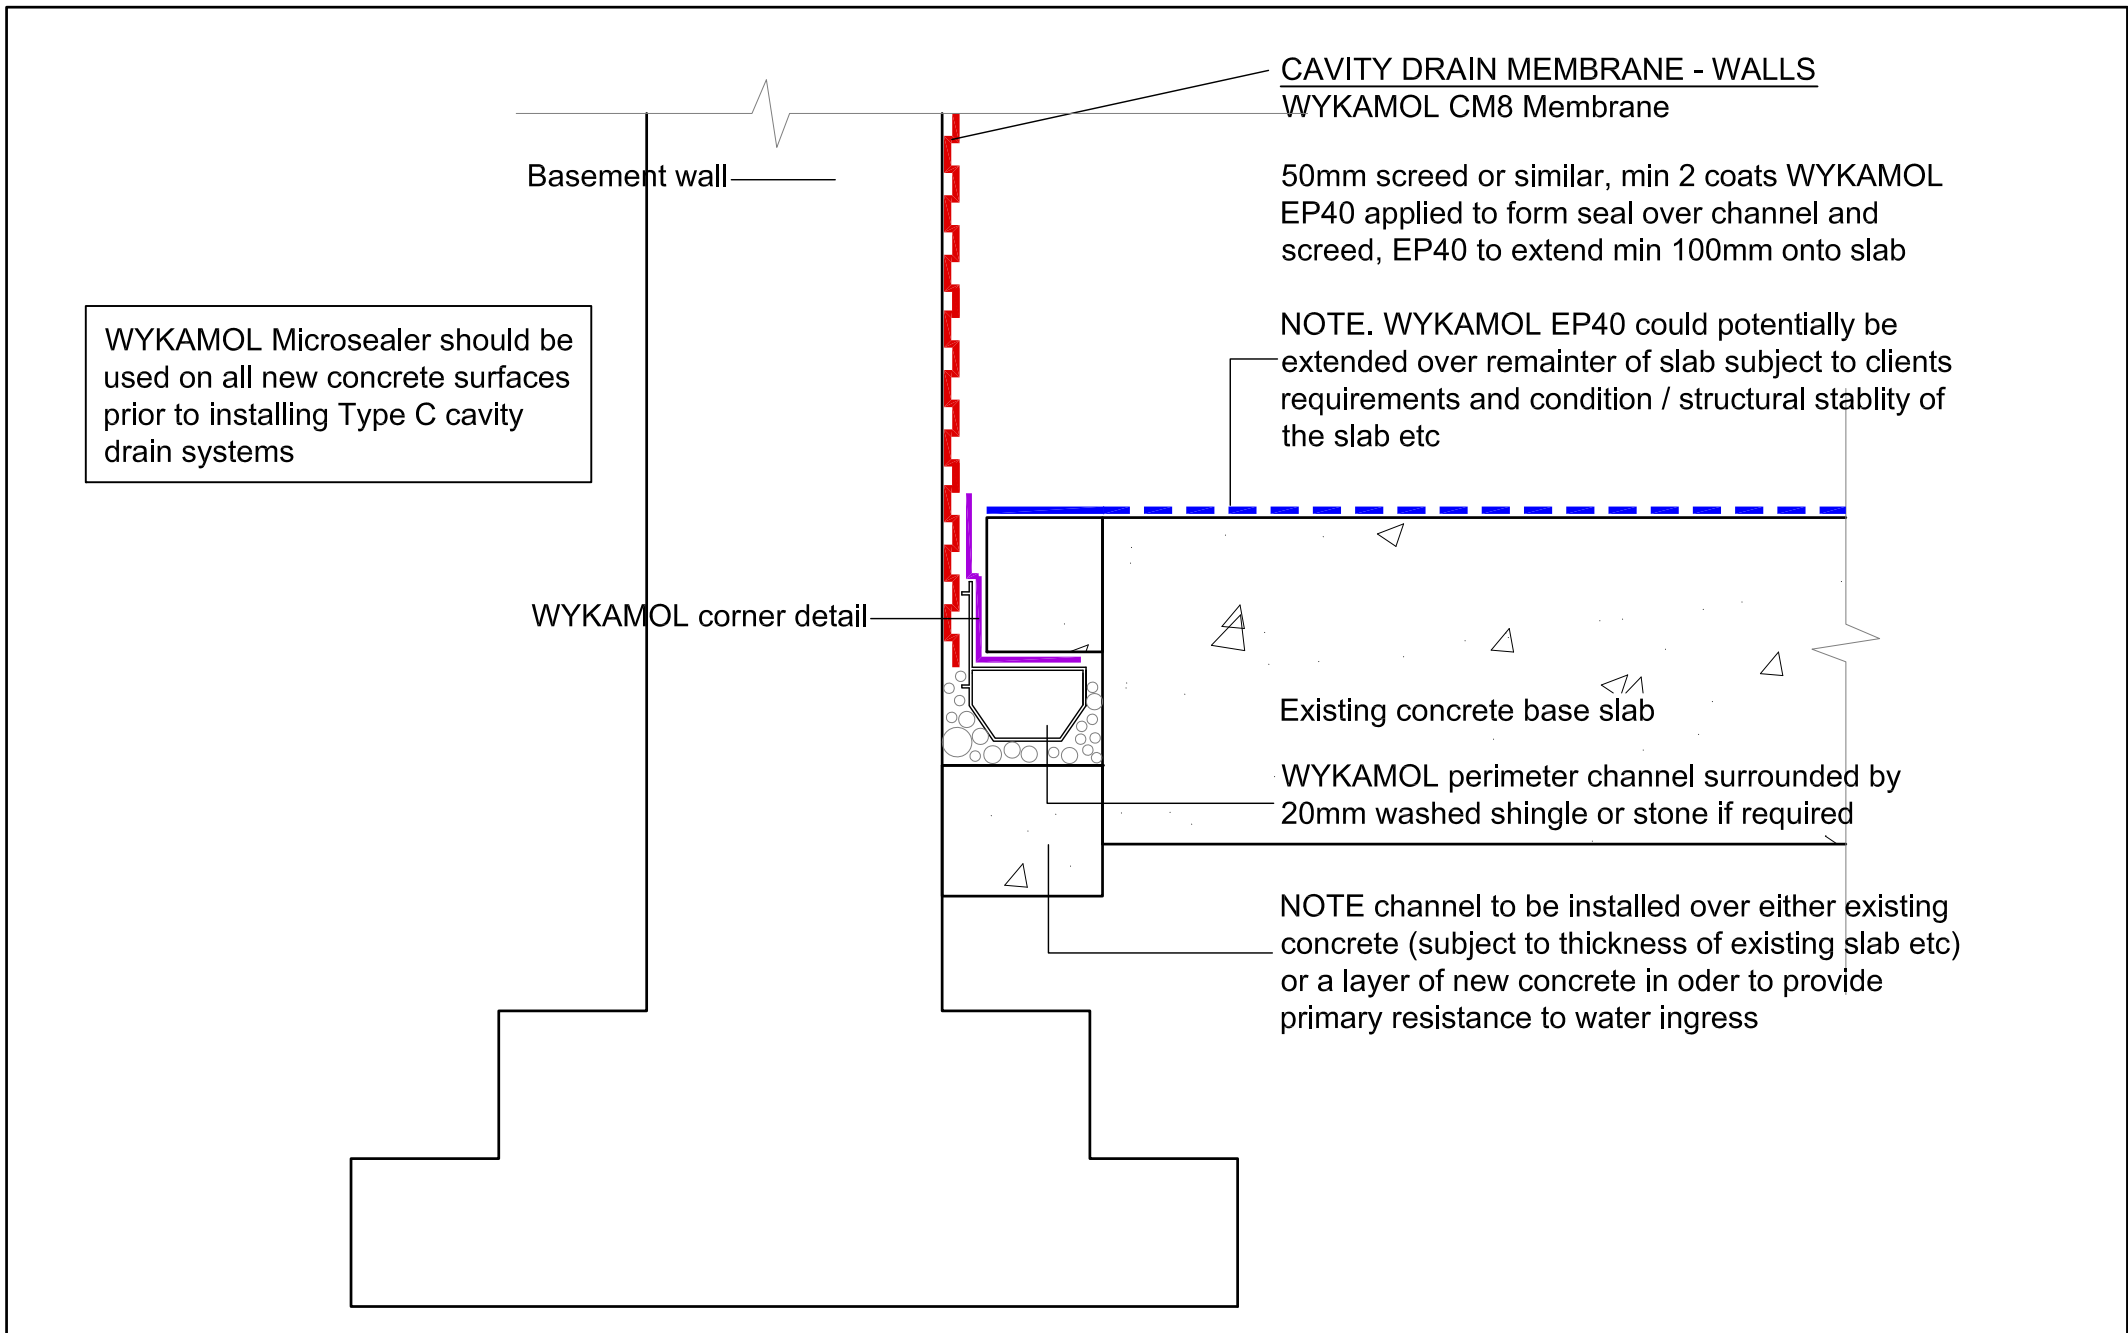 CAVITY DRAIN MEMBRANE - WALLS
WYKAMOL CM8 Membrane
Basement wall
50mm screed or similar, min 2 coats WYKAMOL
EP40 applied to form seal over channel and
screed, EP40 to extend min 100mm onto slab
WYKAMOL Microsealer should be
used on all new concrete surfaces
prior to installing Type C cavity
drain systems
NOTE. WYKAMOL EP40 could potentially be
extended over remainter of slab subject to clients
requirements and condition / structural stablity of
the slab etc
WYKAMOL corner detail
Existing concrete base slab
WYKAMOL perimeter channel surrounded by
20mm washed shingle or stone if required
NOTE channel to be installed over either existing
concrete (subject to thickness of existing slab etc)
or a layer of new concrete in oder to provide
primary resistance to water ingress